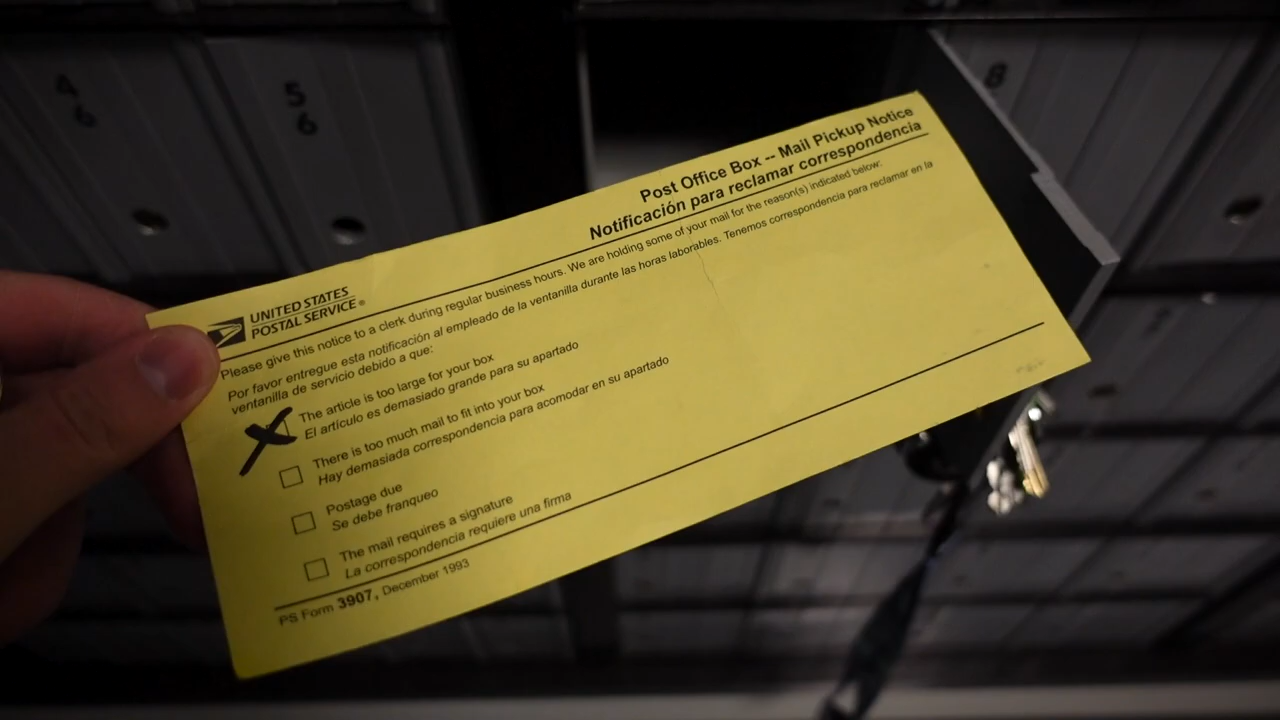 4
6
5
6
8
Post Office Box -- Mail Pickup Notice
Notificación para reclamar correspondencia
UNITED STATES
POSTAL SERVICE®
Please give this notice to a clerk during regular business hours. We are holding some of your mail for the reason(s) indicated below:
Por favor entregue esta notificación al empleado de la ventanilla durante las horas laborables. Tenemos correspondencia para reclamar en la
ventanilla de servicio debido a que:
The article is too large for your box
El artículo es demasiado grande para su apartado
There is too much mail to fit into your box
Hay demasiada correspondencia para acomodar en su apartado
Postage due
Se debe franqueo
The mail requires a signature
La correspondencia requiere una firma
PS Form 3907, December 1993